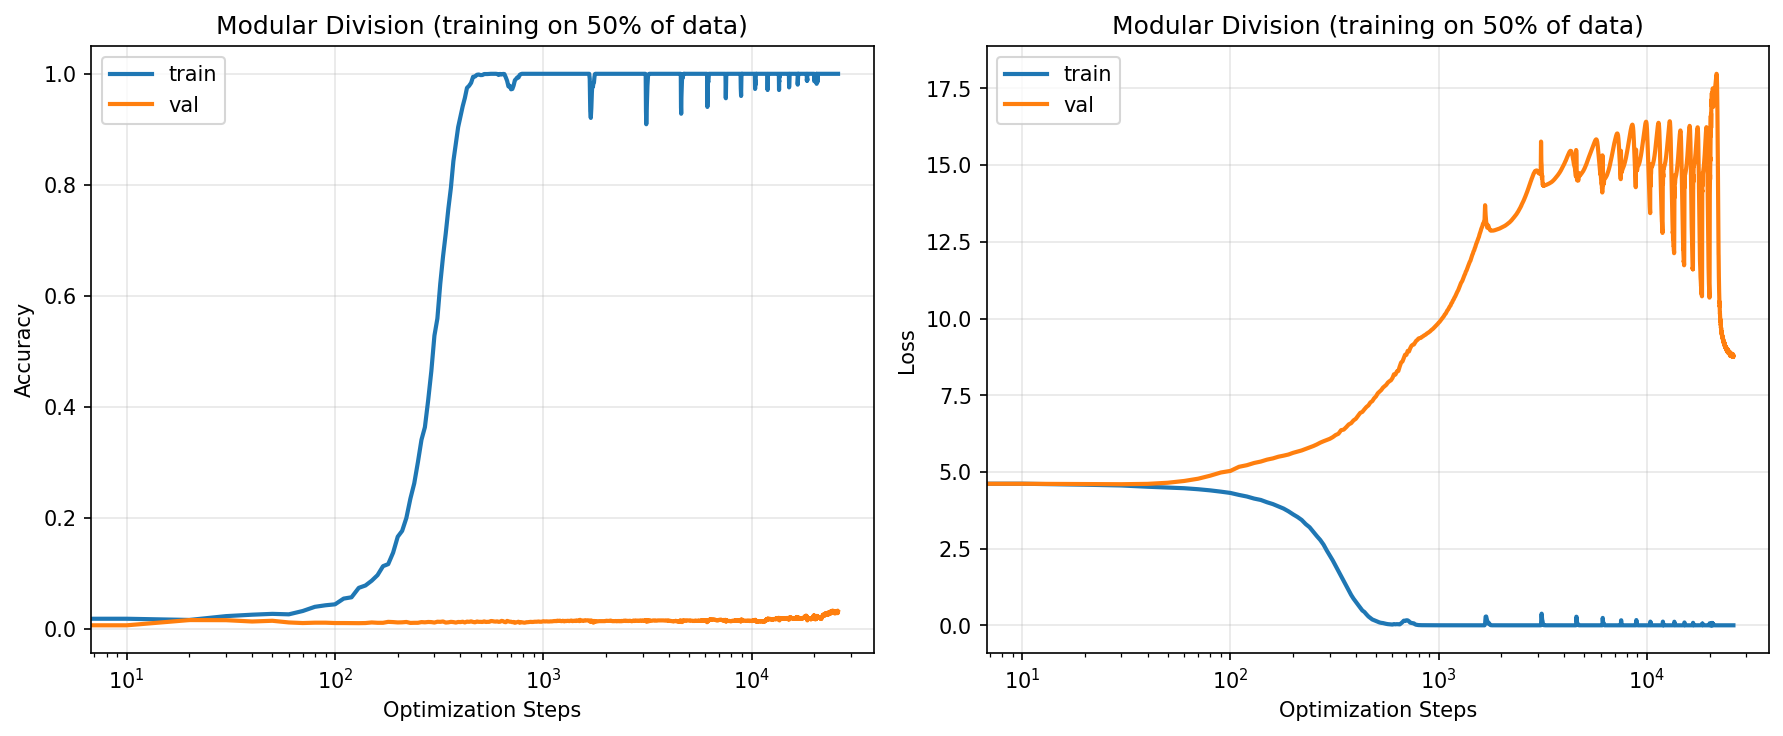 Modular Division (training on 50% of data)
train
val
1.0
0.8
0.6
0.4
0.2
0.0
Accuracy
10¹
10²
10³
10⁴
Optimization Steps
Modular Division (training on 50% of data)
train
val
17.5
15.0
12.5
10.0
7.5
5.0
2.5
0.0
Loss
10¹
10²
10³
10⁴
Optimization Steps